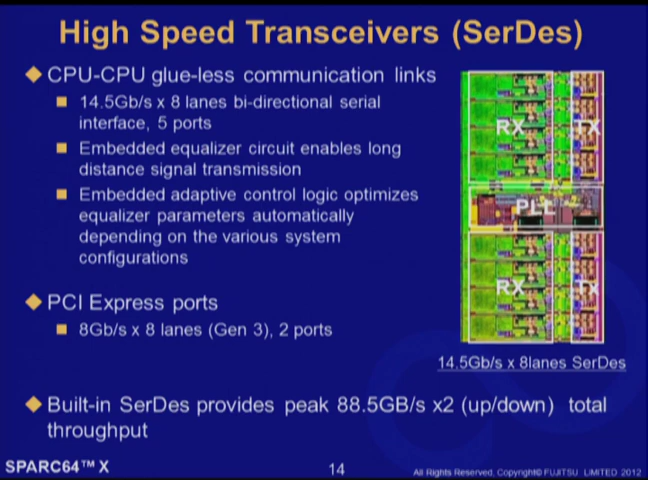 High Speed Transceivers (SerDes)
CPU-CPU glue-less communication links
14.5Gb/s x 8 lanes bi-directional serial
interface, 5 ports
Embedded equalizer circuit enables long
distance signal transmission
Embedded adaptive control logic optimizes
equalizer parameters automatically
depending on the various system
configurations
PCI Express ports
8Gb/s x 8 lanes (Gen 3), 2 ports
RX
TX
PLL
RX
Tx
14.5Gb/s x 8lanes SerDes
Built-in SerDes provides peak 88.5GB/s x2 (up/down) total
throughput
SPARC64™ X
14
All Rights Reserved, Copyright© FUJITSU LIMITED 2012